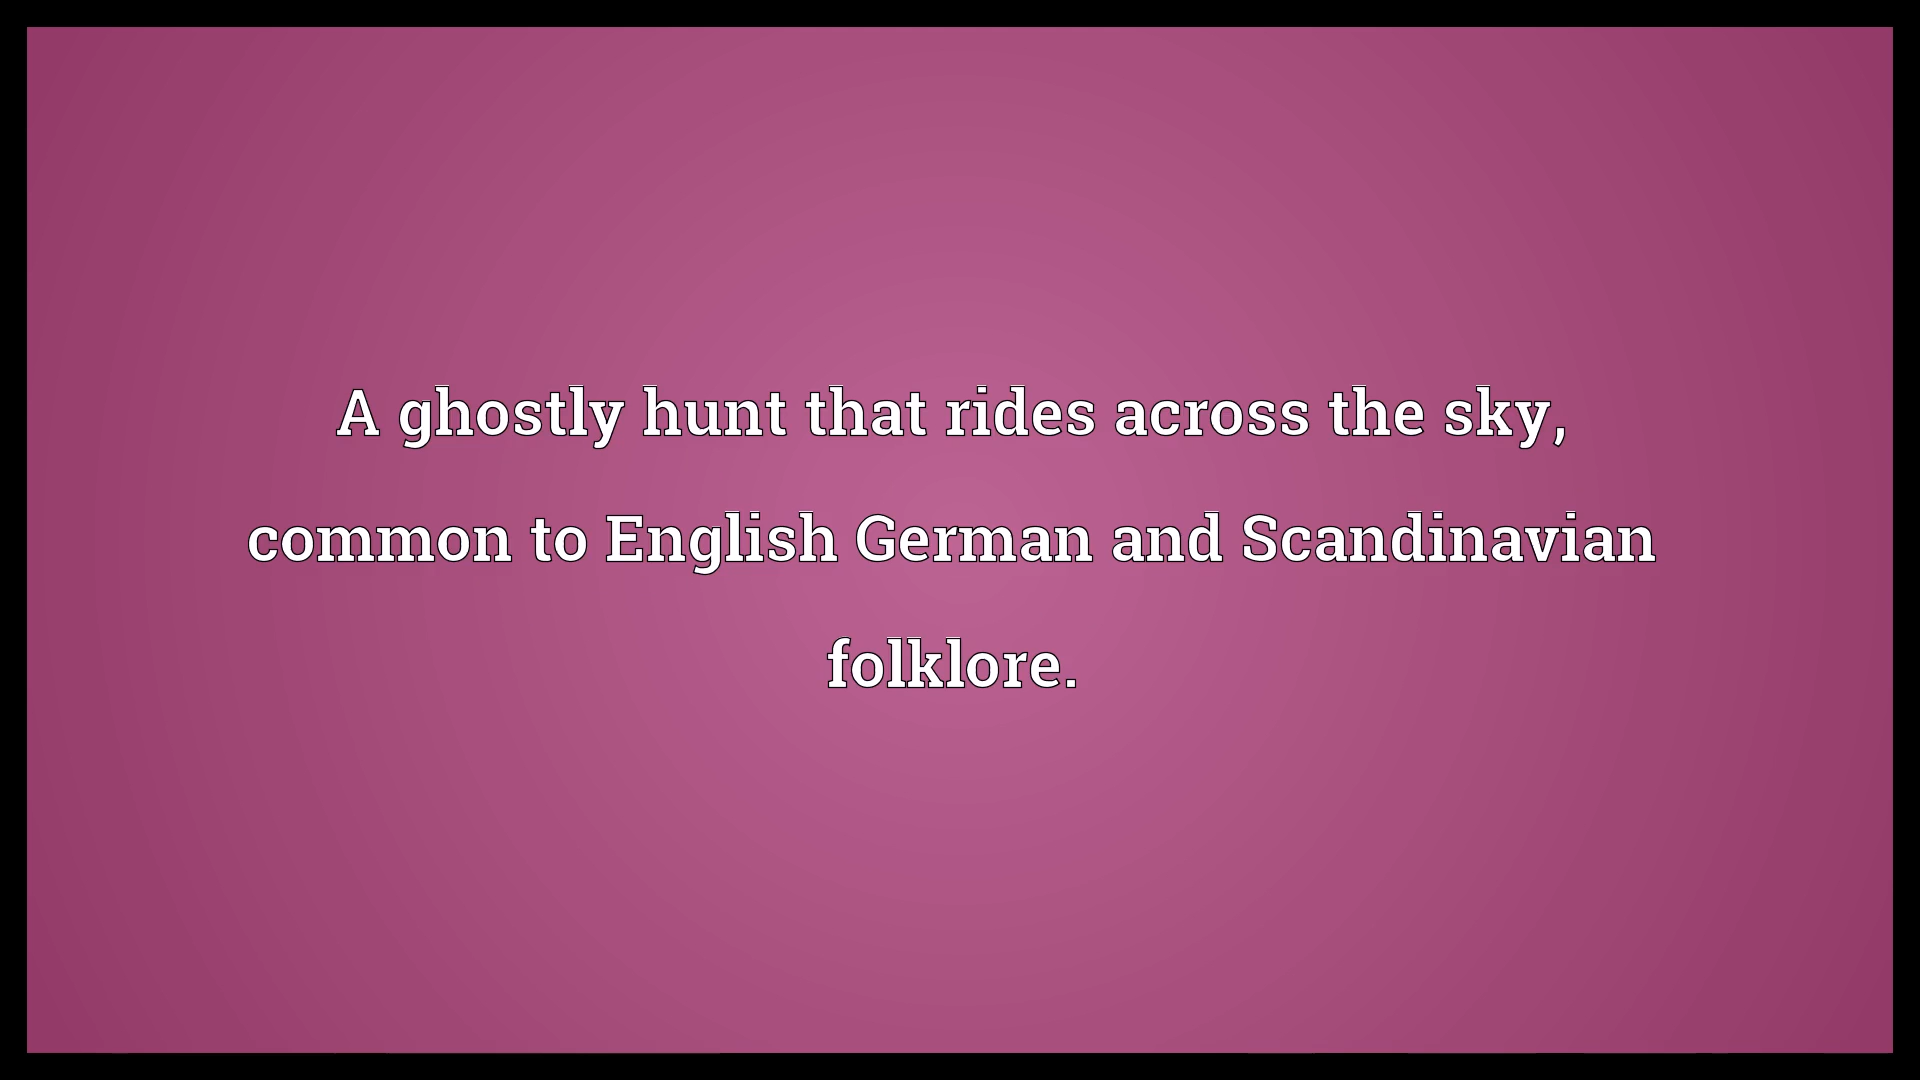 A ghostly hunt that rides across the sky,
common to English German and Scandinavian
folklore.